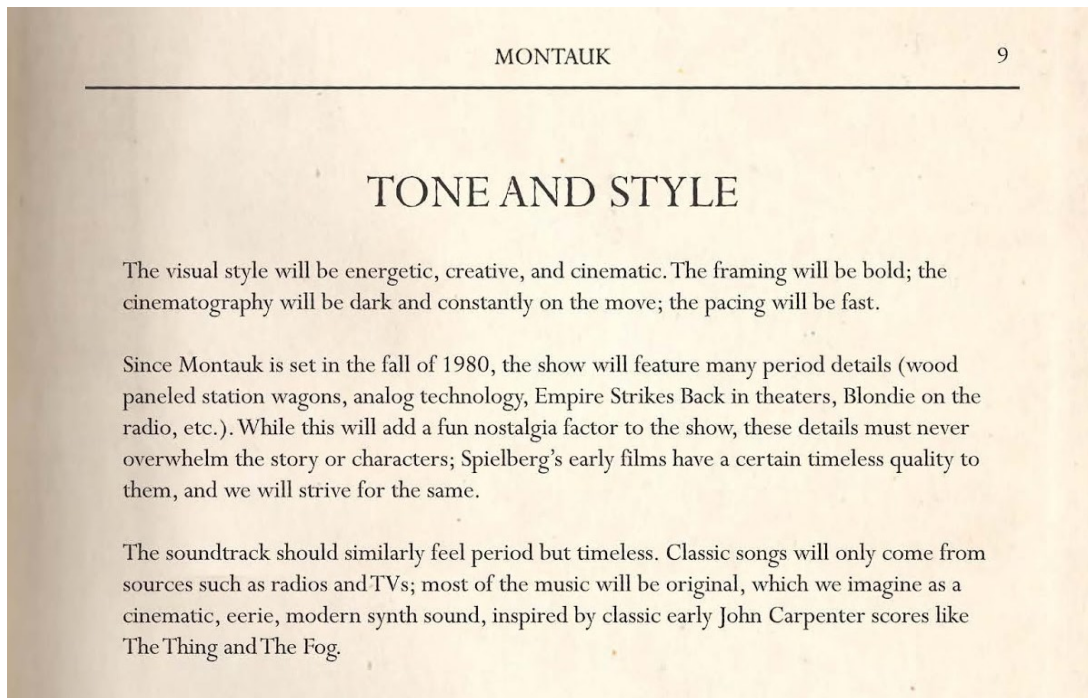 MONTAUK 9
TONE AND STYLE
The visual style will be energetic, creative, and cinematic. The framing will be bold; the
cinematography will be dark and constantly on the move; the pacing will be fast.
Since Montauk is set in the fall of 1980, the show will feature many period details (wood
paneled station wagons, analog technology, Empire Strikes Back in theaters, Blondie on the
radio, etc.). While this will add a fun nostalgia factor to the show, these details must never
overwhelm the story or characters; Spielberg's early films have a certain timeless quality to
them, and we will strive for the same.
The soundtrack should similarly feel period but timeless. Classic songs will only come from
sources such as radios and TVs; most of the music will be original, which we imagine as a
cinematic, eerie, modern synth sound, inspired by classic early John Carpenter scores like
The Thing and The Fog.